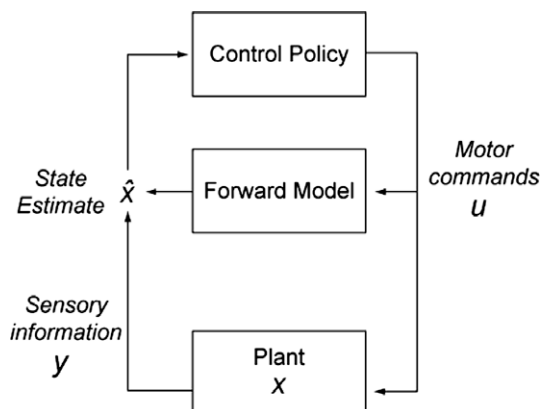 Control Policy
State
Estimate x̂
Forward Model
Motor
commands
u
Sensory
information
y
Plant
x